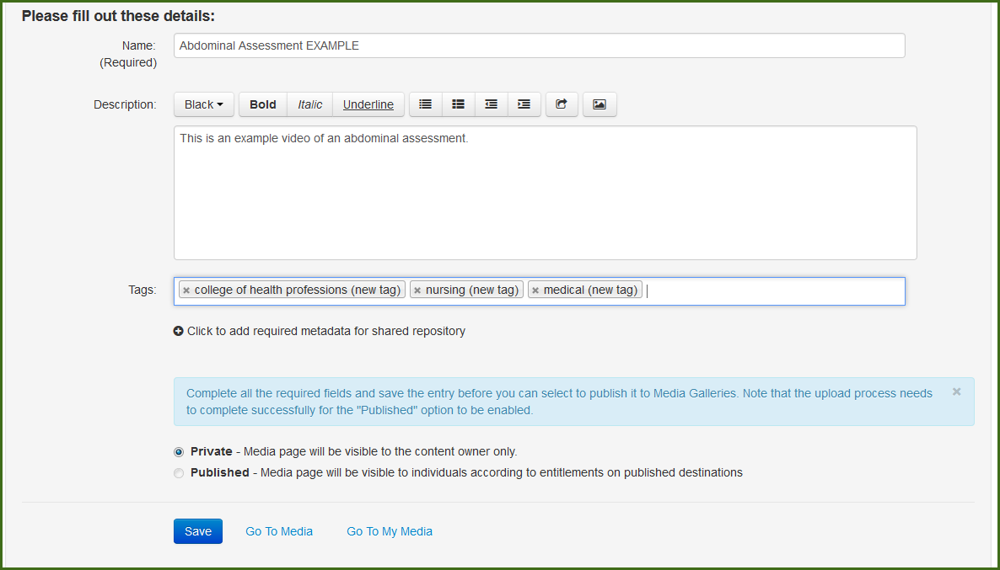 Please fill out these details:
Name:
(Required)
Abdominal Assessment EXAMPLE
Description:
Black Bold Italic Underline
This is an example video of an abdominal assessment.
Tags:
college of health professions (new tag) nursing (new tag) medical (new tag)
Click to add required metadata for shared repository
Complete all the required fields and save the entry before you can select to publish it to Media Galleries. Note that the upload process needs
to complete successfully for the "Published" option to be enabled.
Private - Media page will be visible to the content owner only.
Published - Media page will be visible to individuals according to entitlements on published destinations
Save Go To Media Go To My Media